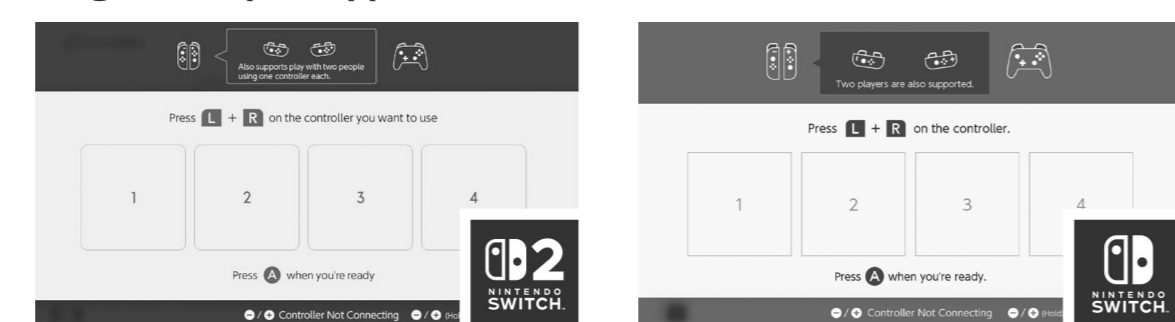 Also supports play with two people
using one controller each.
Press L + R on the controller you want to use
1 2 3 4
Press A when you're ready
Controller Not Connecting
2
NINTENDO
SWITCH
Two players are also supported.
Press L + R on the controller.
1 2 3 4
Press A when you're ready.
Controller Not Connecting (Hold)
NINTENDO
SWITCH